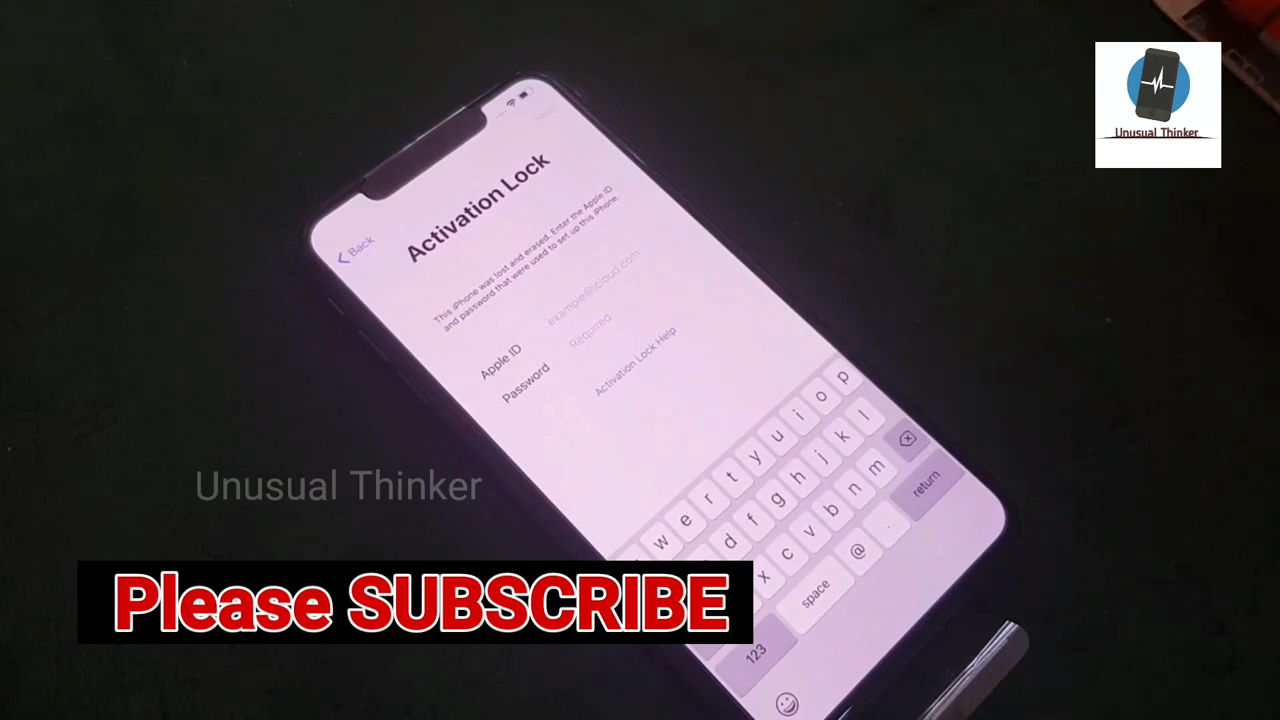 Unusual Thinker
Back
Activation Lock
This iPhone was lost and erased. Enter the Apple ID
and password that were used to set up this iPhone.
Apple ID example@icloud.com
Password Required
Activation Lock Help
w e r t y u i o p
d f g h j k l
x c v b n m
123 space @ . return
Unusual Thinker
Please SUBSCRIBE